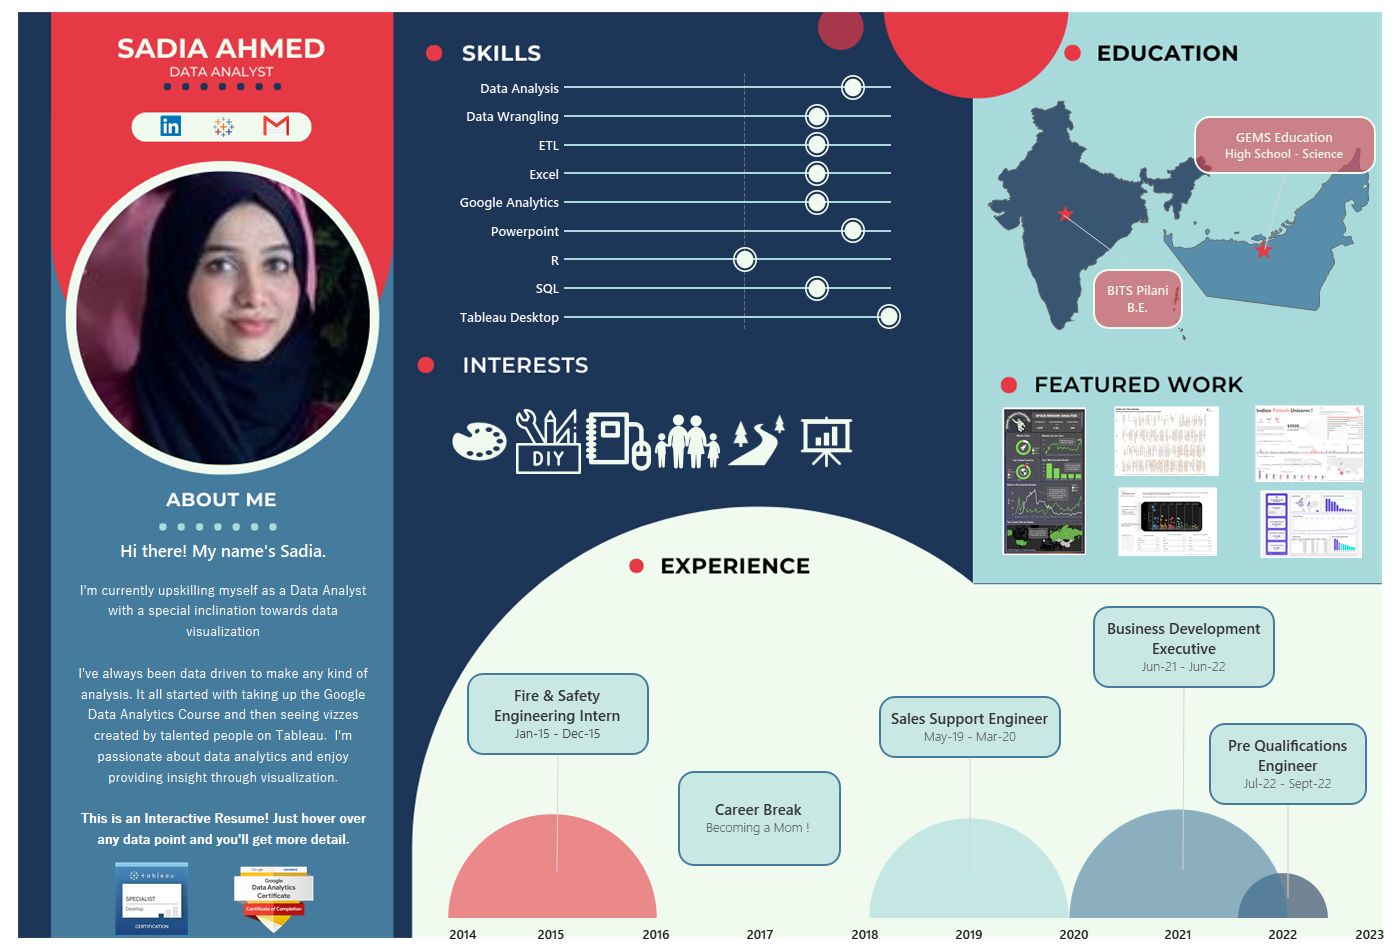 SADIA AHMED
DATA ANALYST
in
ABOUT ME
Hi there! My name's Sadia.
I'm currently upskilling myself as a Data Analyst
with a special inclination towards data
visualization
I've always been data driven to make any kind of
analysis. It all started with taking up the Google
Data Analytics Course and then seeing vizzes
created by talented people on Tableau. I'm
passionate about data analytics and enjoy
providing insight through visualization.
This is an Interactive Resume! Just hover over
any data point and you'll get more detail.
tableau
SPECIALIST
Desktop
CERTIFICATION
Google
Data Analytics
Certificate
Certificate of Completion
SKILLS
Data Analysis
Data Wrangling
ETL
Excel
Google Analytics
Powerpoint
R
SQL
Tableau Desktop
INTERESTS
DIY
EDUCATION
GEMS Education
High School - Science
BITS Pilani
B.E.
FEATURED WORK
SPACE MISSION ANALYSIS
Indian Fintech Unicorns !
EXPERIENCE
Fire & Safety
Engineering Intern
Jan-15 - Dec-15
Career Break
Becoming a Mom !
Sales Support Engineer
May-19 - Mar-20
Business Development
Executive
Jun-21 - Jun-22
Pre Qualifications
Engineer
Jul-22 - Sept-22
2014 2015 2016 2017 2018 2019 2020 2021 2022 2023